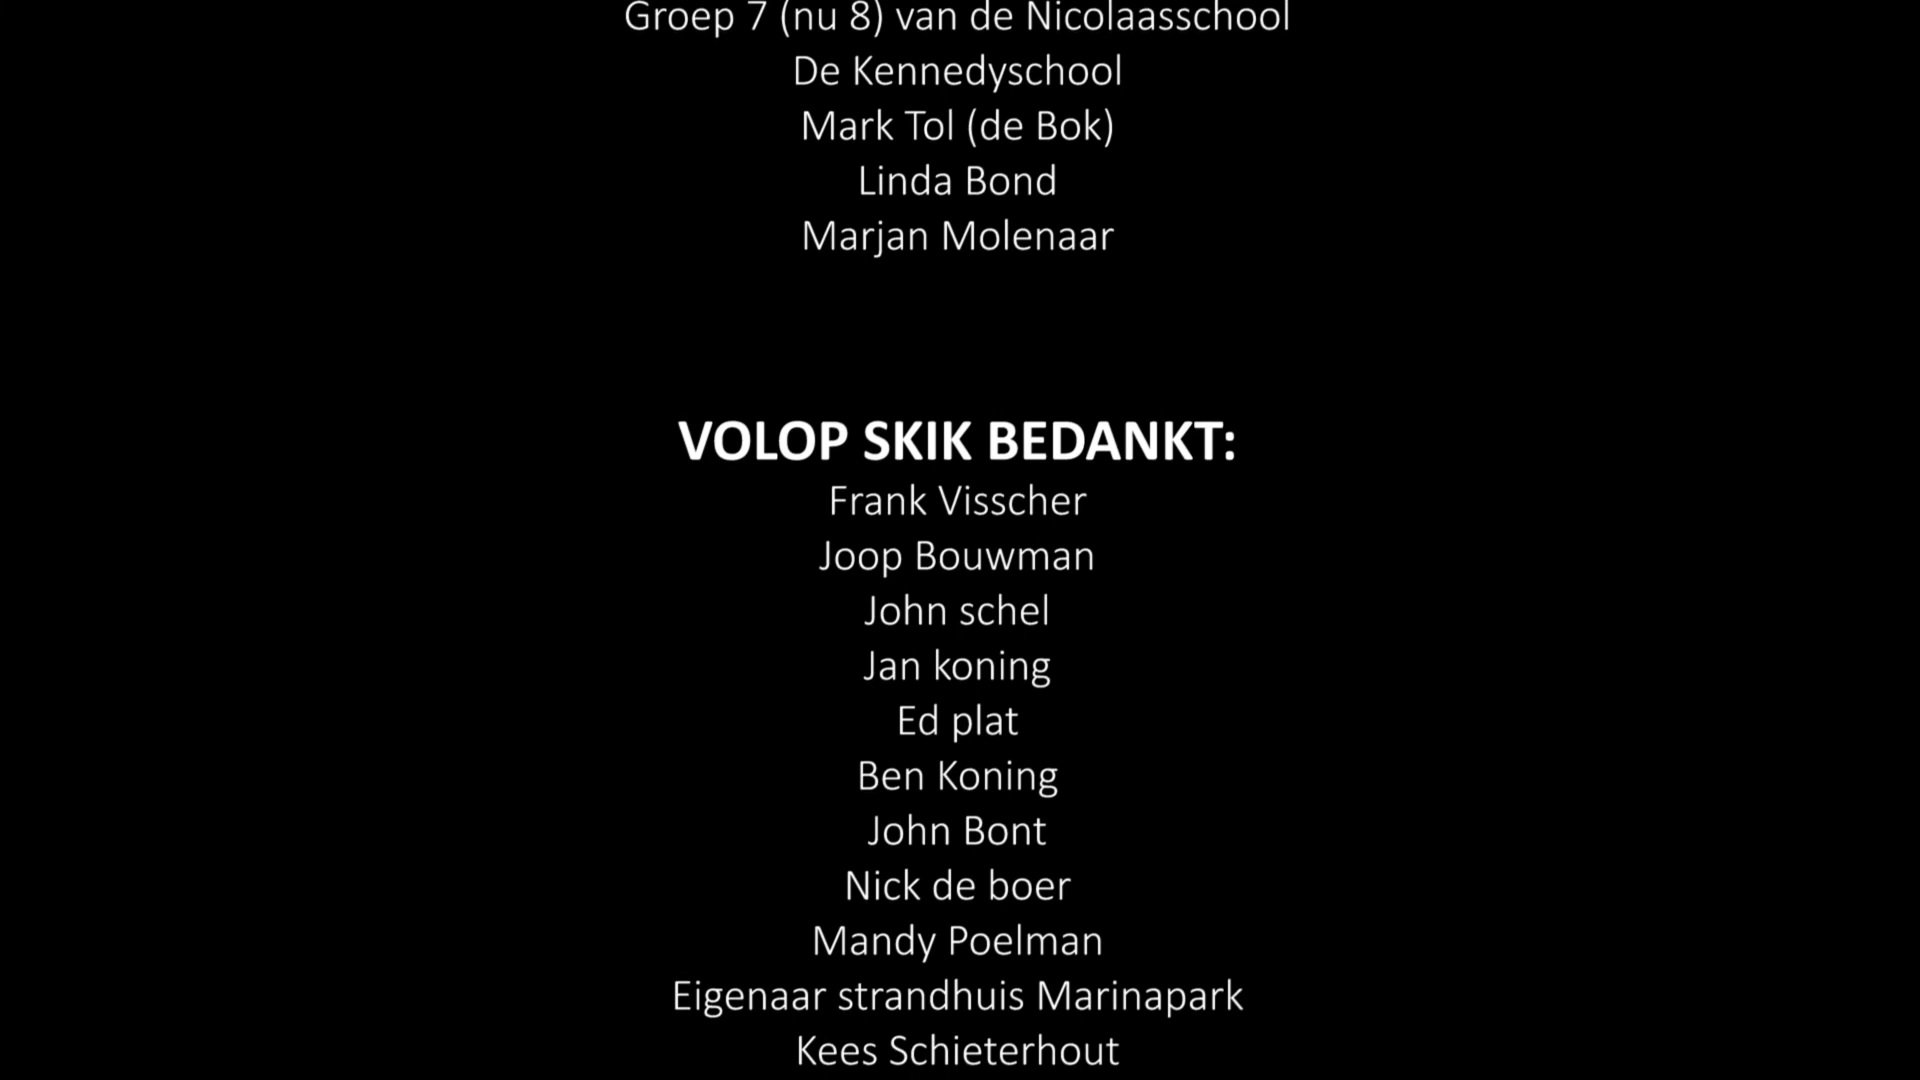 Groep 7 (nu 8) van de Nicolaasschool
De Kennedyschool
Mark Tol (de Bok)
Linda Bond
Marjan Molenaar
VOLOP SKIK BEDANKT:
Frank Visscher
Joop Bouwman
John schel
Jan koning
Ed plat
Ben Koning
John Bont
Nick de boer
Mandy Poelman
Eigenaar strandhuis Marinapark
Kees Schieterhout